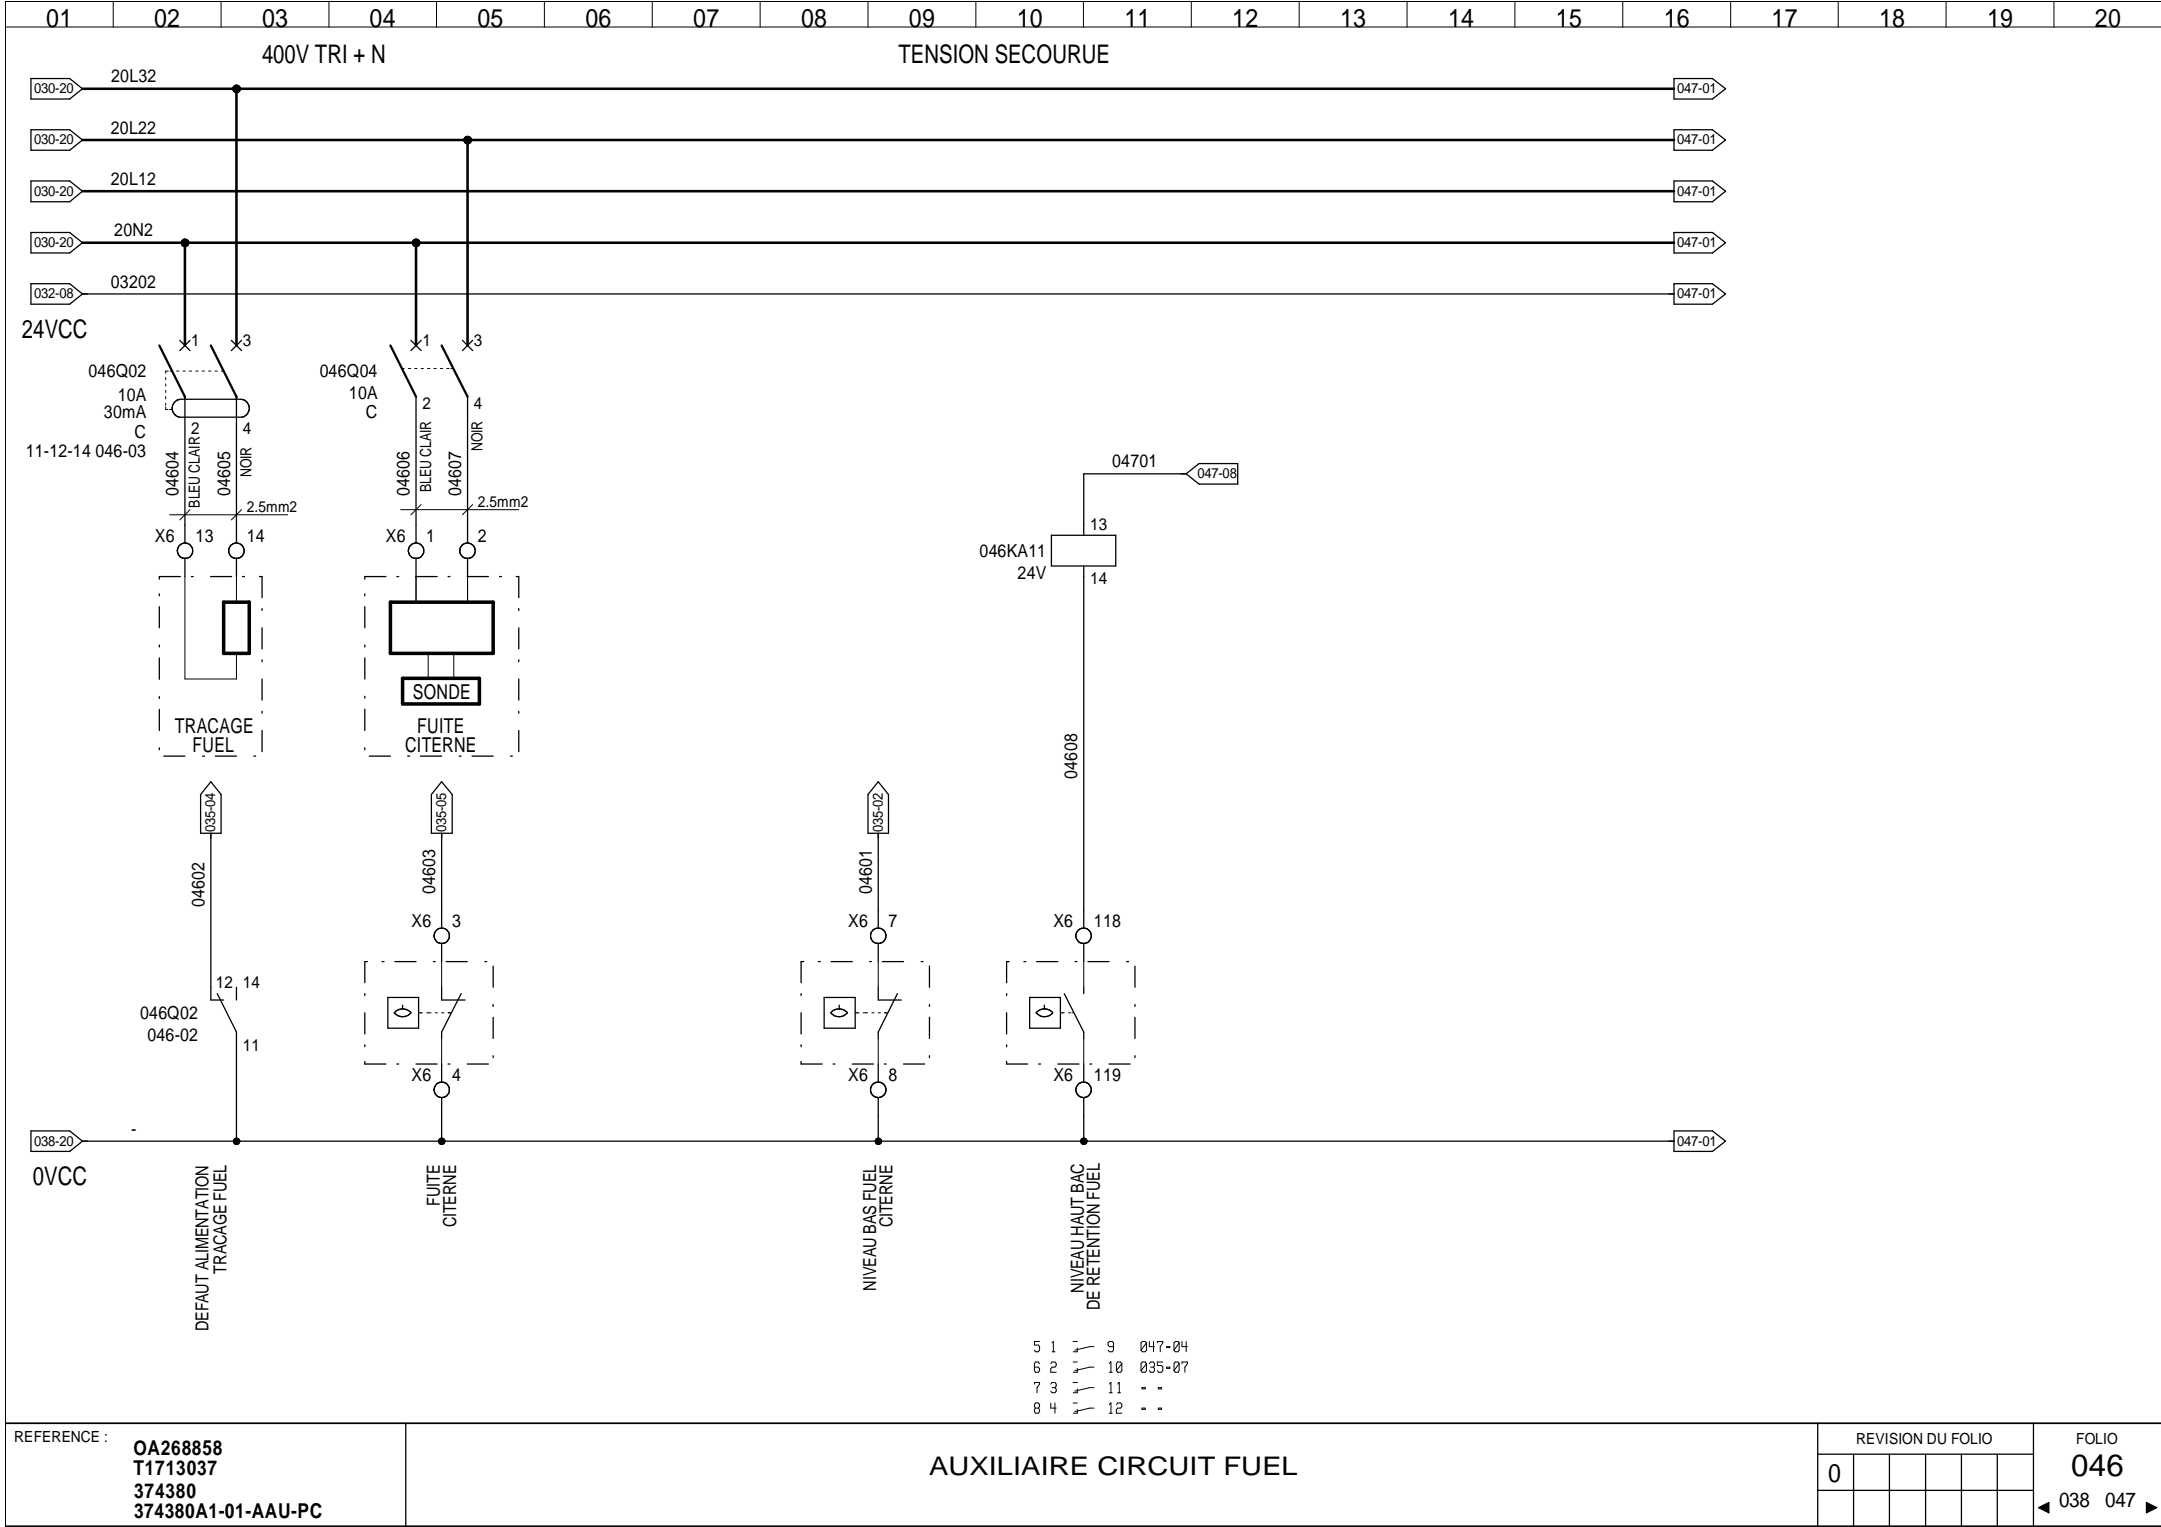 01 02 03 04 05 06 07 08 09 10 11 12 13 14 15 16 17 18 19 20
400V TRI + N
TENSION SECOURUE
030-20 20L32 047-01
030-20 20L22 047-01
030-20 20L12 047-01
030-20 20N2 047-01
032-08 03202 047-01
24VCC
1 3
046Q02
10A
30mA
C
11-12-14 046-03
2 4
04604
BLEU CLAIR
04605
NOIR
2.5mm2
X6 13 14
TRACAGE
FUEL
1 3
046Q04
10A
C
2 4
04606
BLEU CLAIR
04607
NOIR
2.5mm2
X6 1 2
SONDE
FUITE
CITERNE
04701
047-08
13
046KA11
24V
14
04608
035-04
04602
12 14
046Q02
046-02
11
035-05
04603
X6 3
X6 4
035-02
04601
X6 7
X6 8
X6 118
X6 119
038-20 - 047-01
0VCC
DEFAUT ALIMENTATION
TRACAGE FUEL
FUITE
CITERNE
NIVEAU BAS FUEL
CITERNE
NIVEAU HAUT BAC
DE RETENTION FUEL
5 1 9 047-04
6 2 10 035-07
7 3 11 - -
8 4 12 - -
REFERENCE :
OA268858
T1713037
374380
374380A1-01-AAU-PC
AUXILIAIRE CIRCUIT FUEL
REVISION DU FOLIO
0
FOLIO
046
038 047